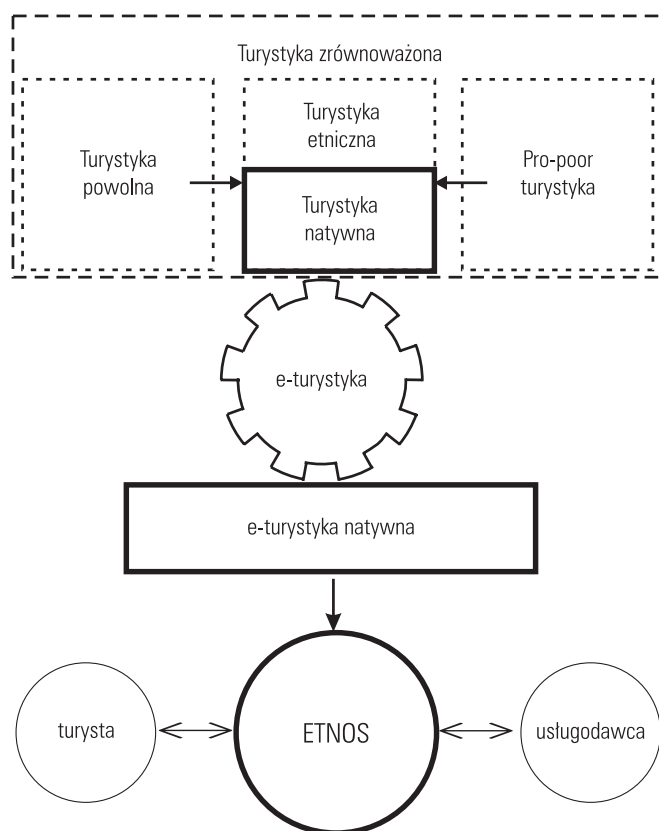 Turystyka zrównoważona
Turystyka
powolna
Turystyka
etniczna
Turystyka
natywna
Pro-poor
turystyka
e-turystyka
e-turystyka natywna
turysta
ETNOS
usługodawca